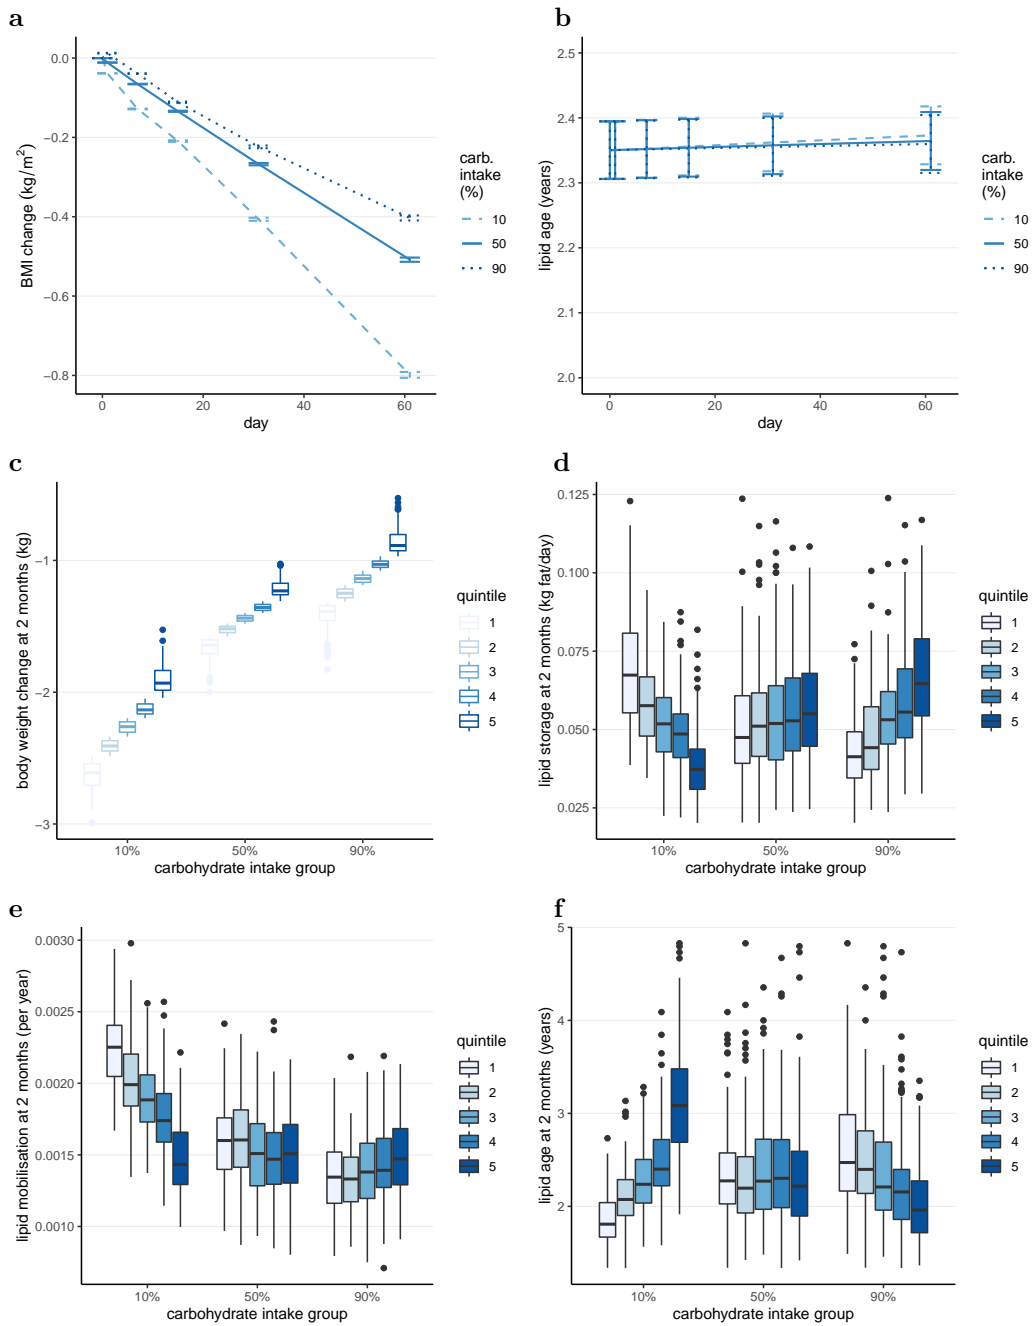 a
BMI change (kg/m²)
0.0
−0.2
−0.4
−0.6
−0.8
0
20
40
60
day
carb.
intake
(%)
10
50
90
b
lipid age (years)
2.5
2.4
2.3
2.2
2.1
2.0
0
20
40
60
day
carb.
intake
(%)
10
50
90
c
body weight change at 2 months (kg)
−1
−2
−3
10%
50%
90%
carbohydrate intake group
quintile
1
2
3
4
5
d
lipid storage at 2 months (kg fat/day)
0.125
0.100
0.075
0.050
0.025
10%
50%
90%
carbohydrate intake group
quintile
1
2
3
4
5
e
lipid mobilisation at 2 months (per year)
0.0030
0.0025
0.0020
0.0015
0.0010
10%
50%
90%
carbohydrate intake group
quintile
1
2
3
4
5
f
lipid age at 2 months (years)
5
4
3
2
10%
50%
90%
carbohydrate intake group
quintile
1
2
3
4
5